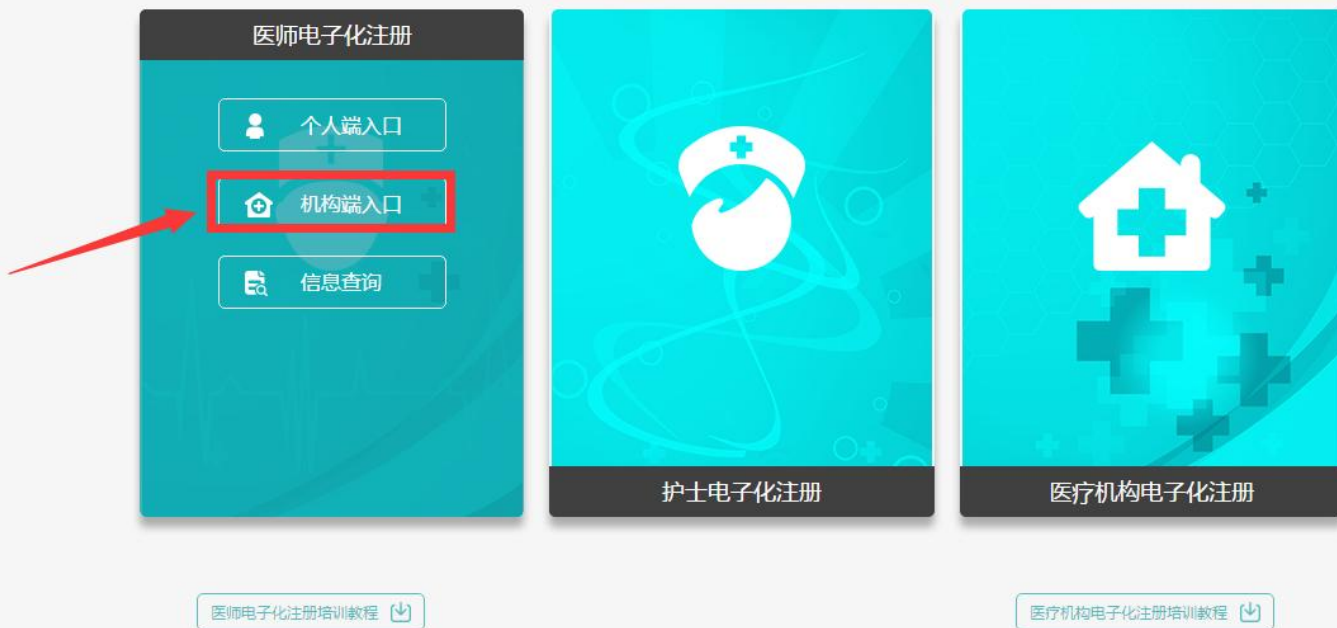 医师电子化注册
个人端入口
机构端入口
信息查询
护士电子化注册
医疗机构电子化注册
医师电子化注册培训教程
医疗机构电子化注册培训教程